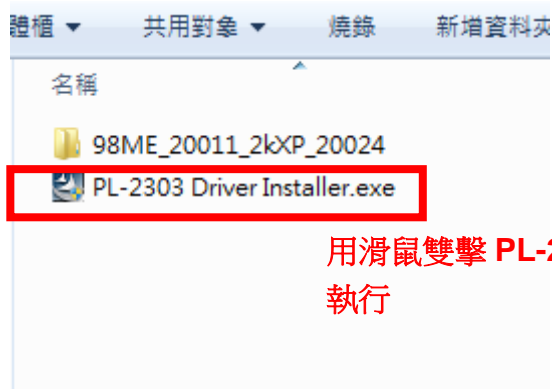 體櫃 ▼ 共用對象 ▼ 燒錄 新增資料夾
名稱
98ME_20011_2kXP_20024
PL-2303 Driver Installer.exe
用滑鼠雙擊 PL-2
執行